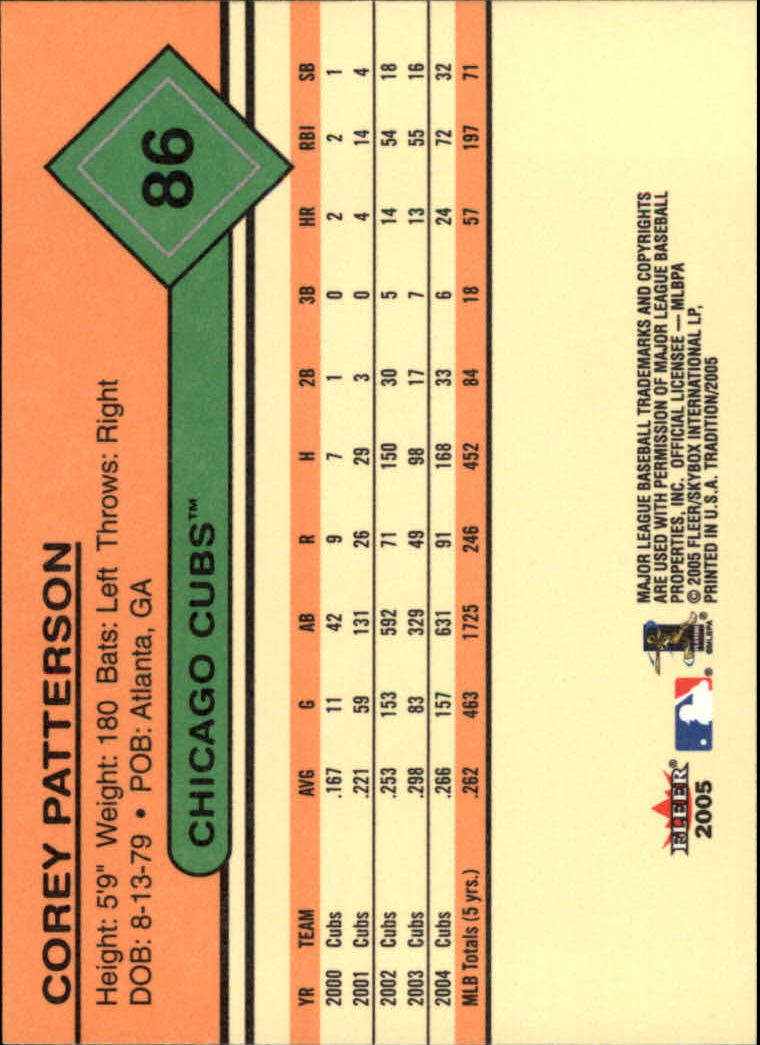 COREY PATTERSON
Height: 5'9" Weight: 180 Bats: Left Throws: Right
DOB: 8-13-79 • POB: Atlanta, GA
86
CHICAGO CUBS™
YR TEAM AVG G AB R H 2B 3B HR RBI SB
2000 Cubs .167 11 42 9 7 1 0 2 2 1
2001 Cubs .221 59 131 26 29 3 0 4 14 4
2002 Cubs .253 153 592 71 150 30 5 14 54 18
2003 Cubs .298 83 329 49 98 17 7 13 55 16
2004 Cubs .266 157 631 91 168 33 6 24 72 32
MLB Totals (5 yrs.) .262 463 1725 246 452 84 18 57 197 71
FLEER®
2005
®
©MLBPA
MAJOR LEAGUE BASEBALL TRADEMARKS AND COPYRIGHTS
ARE USED WITH PERMISSION OF MAJOR LEAGUE BASEBALL
PROPERTIES, INC. OFFICIAL LICENSEE — MLBPA
© 2005 FLEER/SKYBOX INTERNATIONAL LP,
PRINTED IN U.S.A. TRADITION/2005